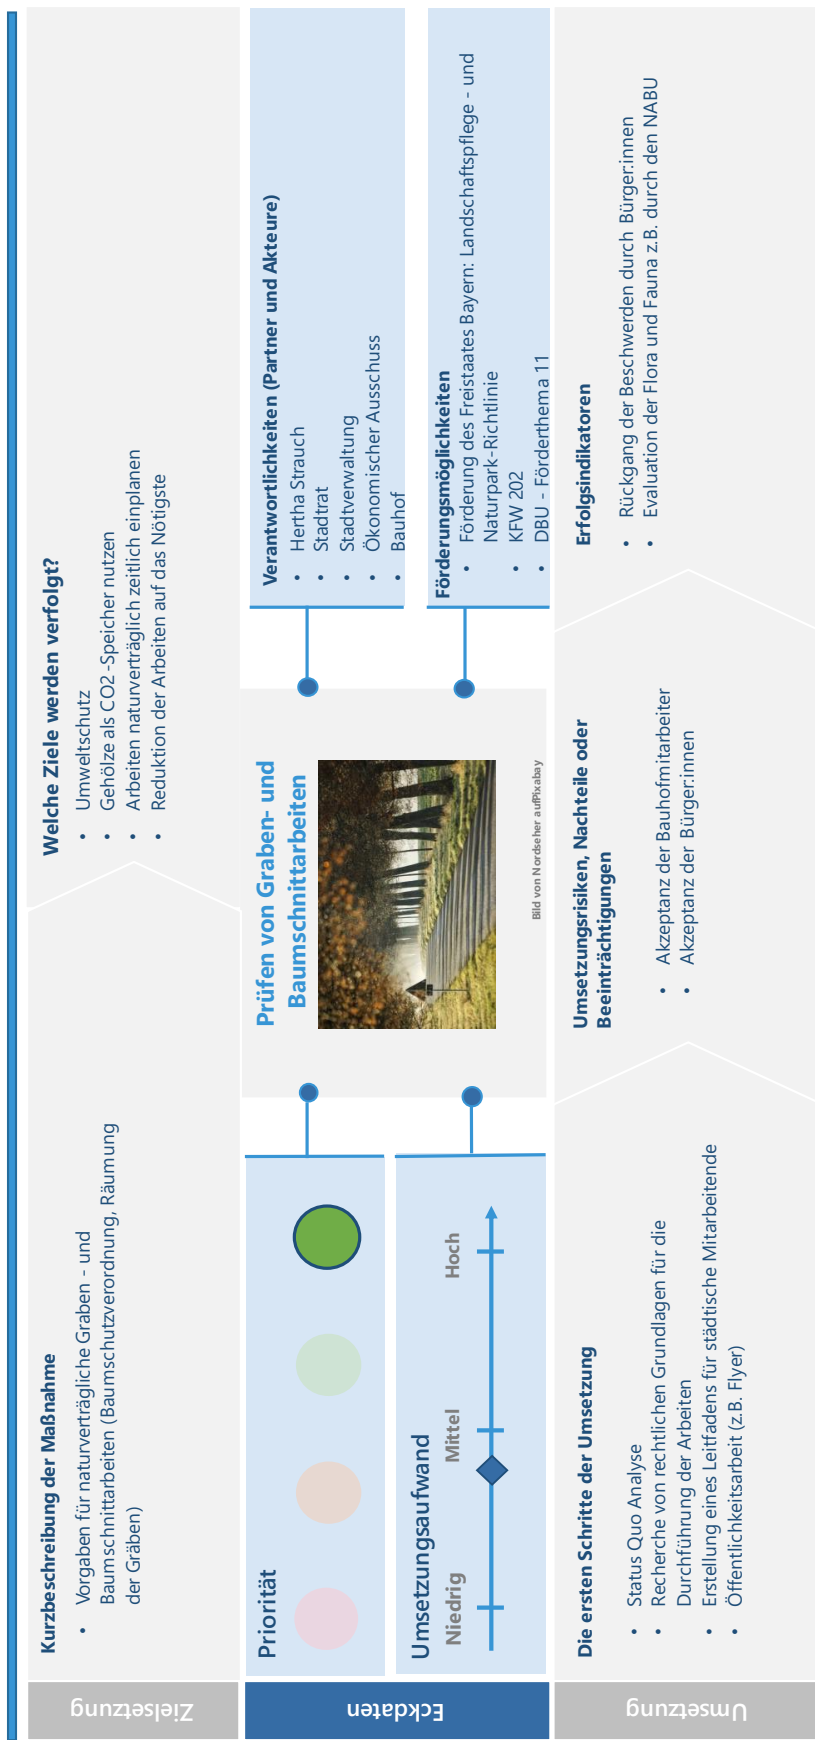 Zielsetzung
Kurzbeschreibung der Maßnahme
• Vorgaben für naturverträgliche Graben - und
Baumschnittarbeiten (Baumschutzverordnung, Räumung
der Gräben)
Welche Ziele werden verfolgt?
• Umweltschutz
• Gehölze als CO2 -Speicher nutzen
• Arbeiten naturverträglich zeitlich einplanen
• Reduktion der Arbeiten auf das Nötigste
Eckdaten
Priorität
Umsetzungsaufwand
Niedrig
Mittel
Hoch
Prüfen von Graben- und
Baumschnittarbeiten
Bild von Nordseher aufPixabay
Verantwortlichkeiten (Partner und Akteure)
• Hertha Strauch
• Stadtrat
• Stadtverwaltung
• Ökonomischer Ausschuss
• Bauhof
Förderungsmöglichkeiten
• Förderung des Freistaates Bayern: Landschaftspflege - und
Naturpark-Richtlinie
• KFW 202
• DBU - Förderthema 11
Umsetzung
Die ersten Schritte der Umsetzung
• Status Quo Analyse
• Recherche von rechtlichen Grundlagen für die
Durchführung der Arbeiten
• Erstellung eines Leitfadens für städtische Mitarbeitende
• Öffentlichkeitsarbeit (z.B. Flyer)
Umsetzungsrisiken, Nachteile oder
Beeinträchtigungen
• Akzeptanz der Bauhofmitarbeiter
• Akzeptanz der Bürger:innen
Erfolgsindikatoren
• Rückgang der Beschwerden durch Bürger:innen
• Evaluation der Flora und Fauna z.B. durch den NABU